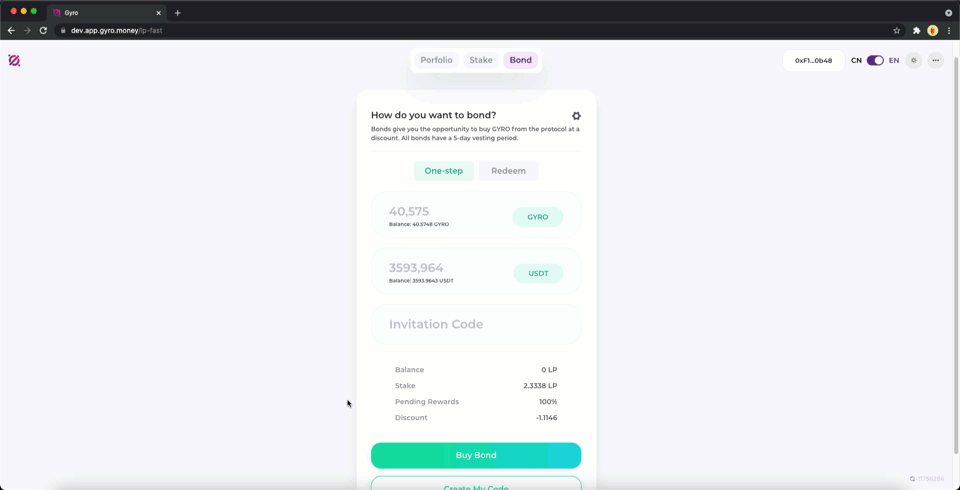 Gyro
dev.app.gyro.money/lp-fast
Porfolio
Stake
Bond
0xF1...0b48
CN
EN
How do you want to bond?
Bonds give you the opportunity to buy GYRO from the protocol at a
discount. All bonds have a 5-day vesting period.
One-step
Redeem
40,575
GYRO
Balance: 40.5748 GYRO
3593,964
USDT
Balance: 3593.9643 USDT
Invitation Code
Balance 0 LP
Stake 2.3338 LP
Pending Rewards 100%
Discount -1.1146
Buy Bond
Create My Code